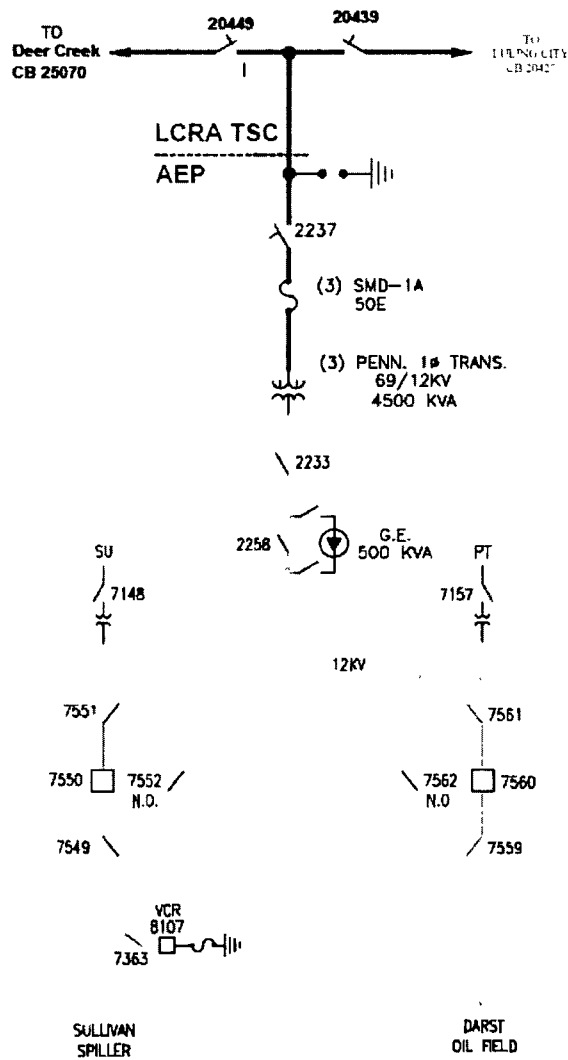 TO
Deer Creek
CB 25070
20449
20439
TO
LULING CITY
LCRA TSC
AEP
2237
(3) SMD-1A
50E
(3) PENN. 1ø TRANS.
69/12KV
4500 KVA
2233
2258
G.E.
500 KVA
SU
7148
PT
7157
12KV
7551
7561
7550
7552
N.O.
7562
N.O
7560
7549
7559
VCR
8107
7363
SULLIVAN
SPILLER
DARST
OIL FIELD